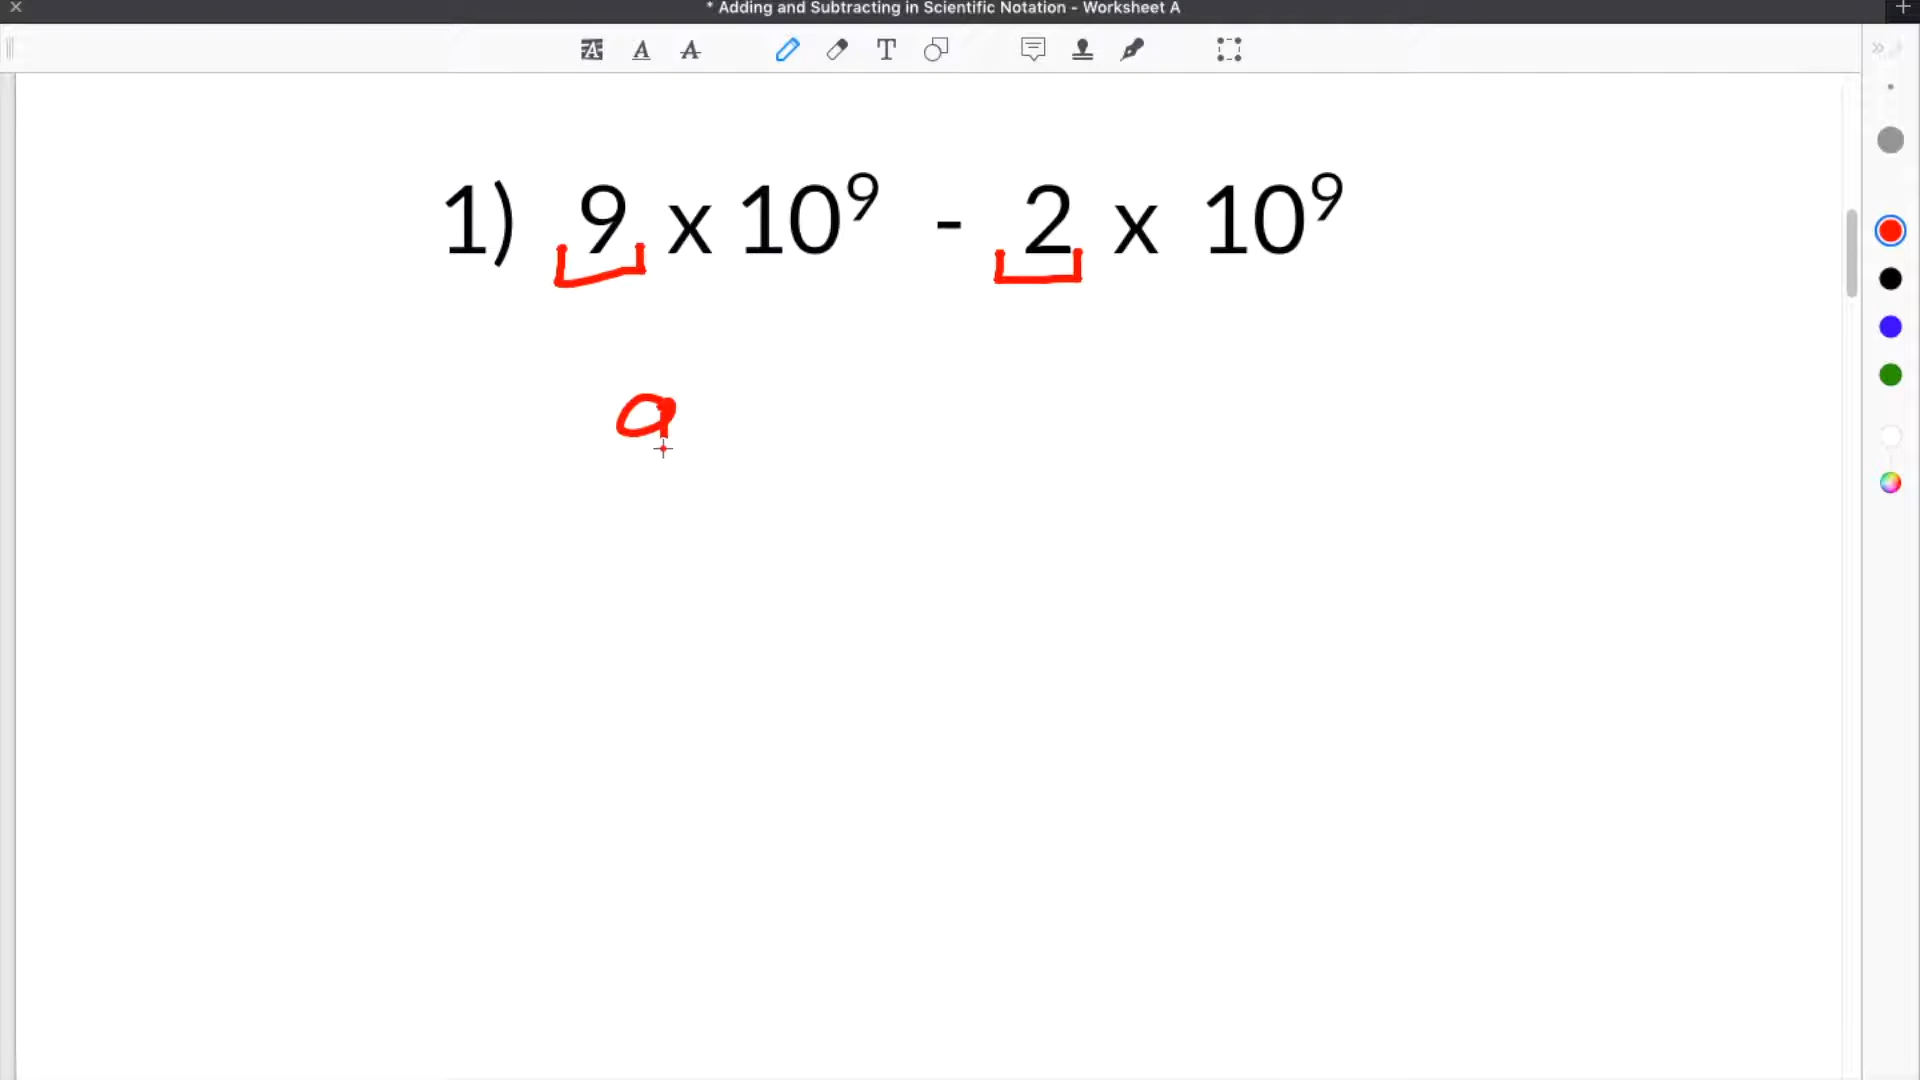 * Adding and Subtracting in Scientific Notation - Worksheet A
1) 9 x 10⁹ - 2 x 10⁹